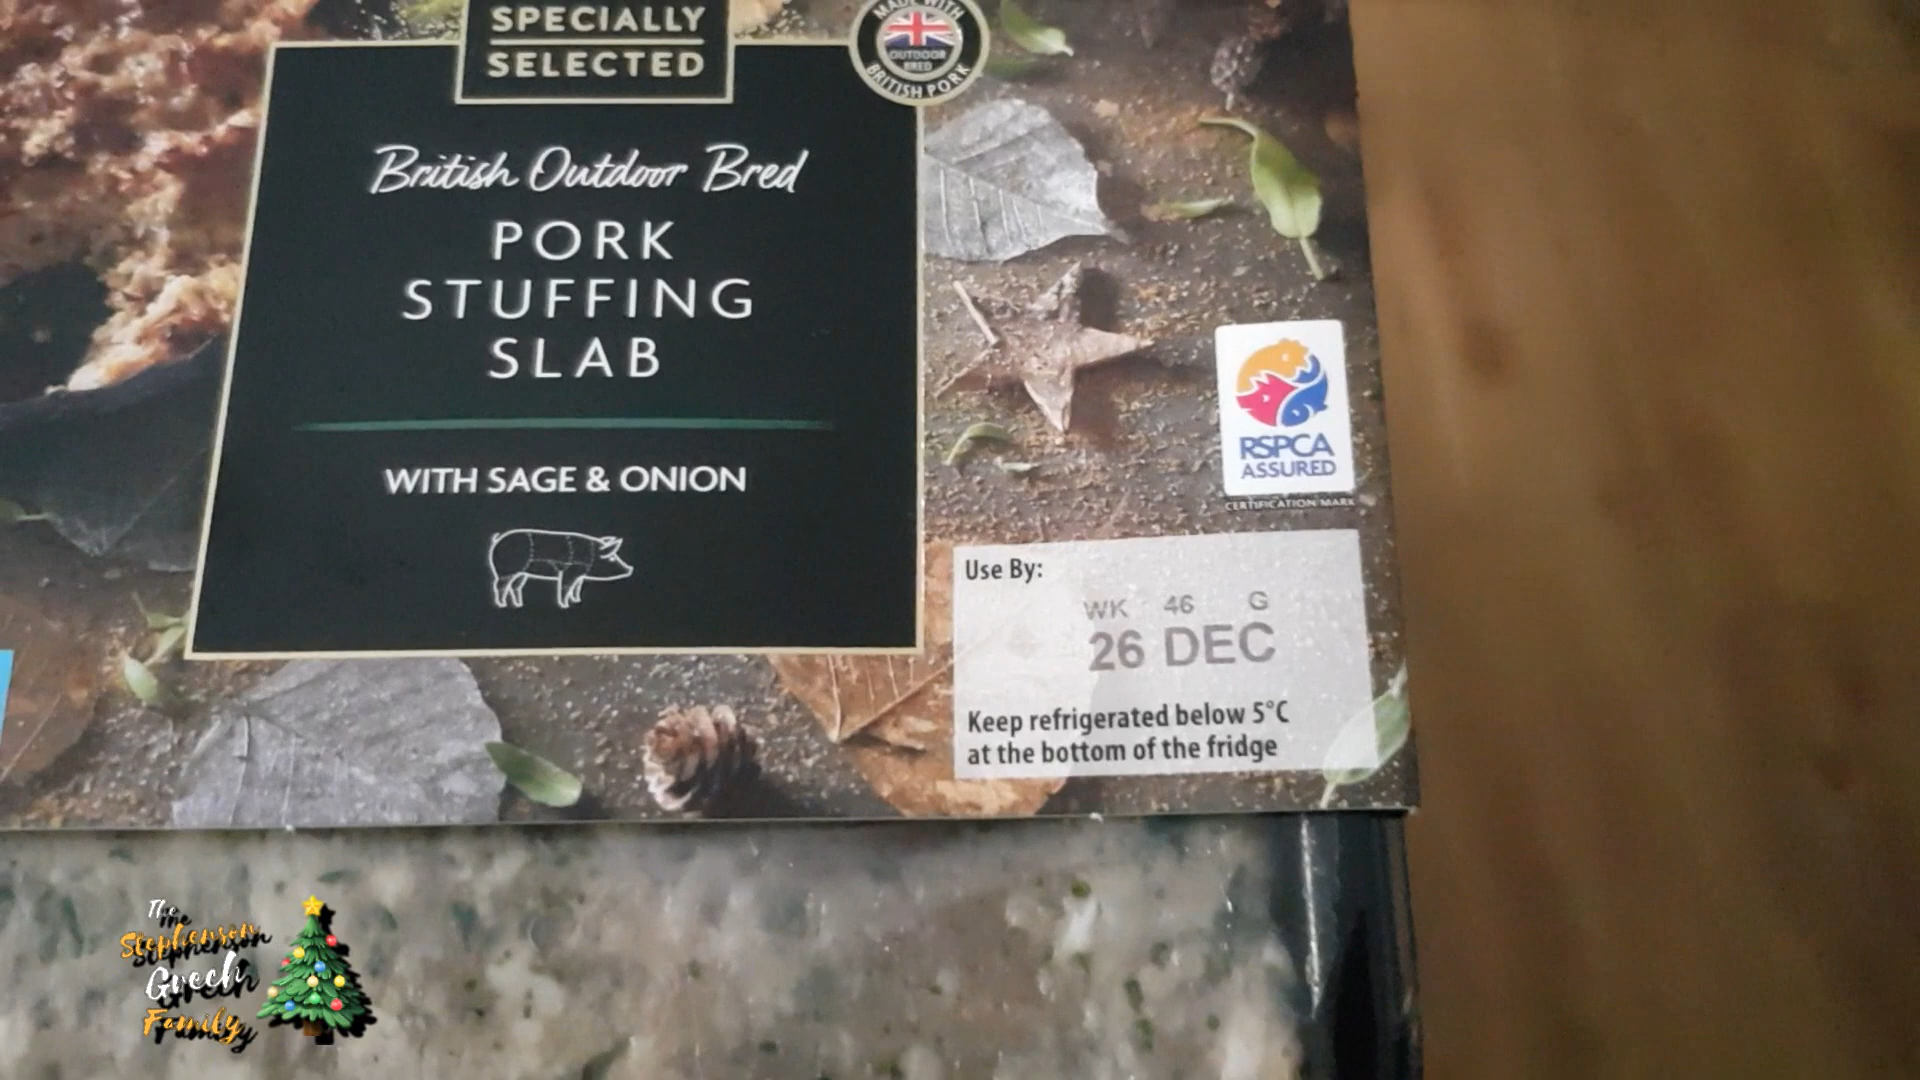 SPECIALLY
SELECTED
MADE WITH
OUTDOOR
BRED
BRITISH PORK
British Outdoor Bred
PORK
STUFFING
SLAB
WITH SAGE & ONION
RSPCA
ASSURED
CERTIFICATION MARK
Use By:
WK 46 G
26 DEC
Keep refrigerated below 5°C
at the bottom of the fridge
The
Stephenson
Grech
Family